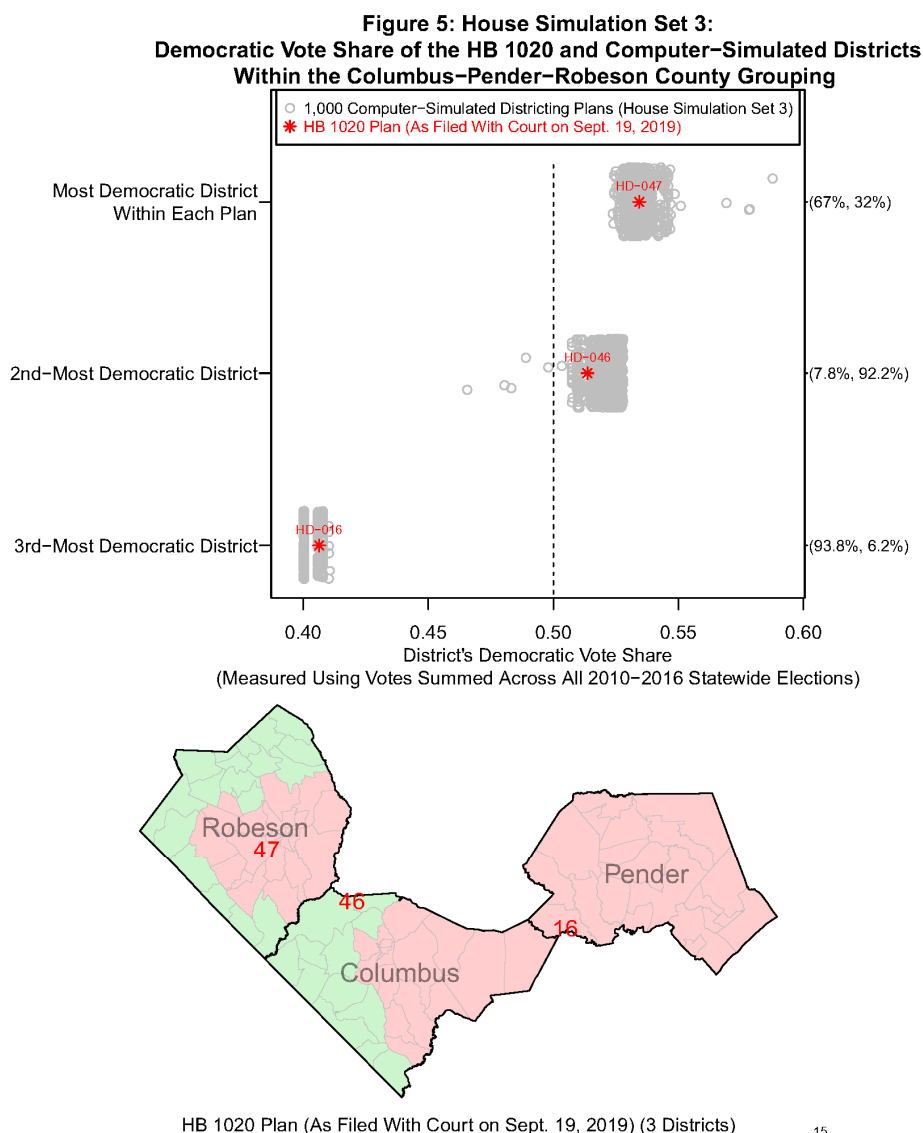 Figure 5: House Simulation Set 3:
Democratic Vote Share of the HB 1020 and Computer−Simulated Districts
Within the Columbus−Pender−Robeson County Grouping
1,000 Computer−Simulated Districting Plans (House Simulation Set 3)
HB 1020 Plan (As Filed With Court on Sept. 19, 2019)
Most Democratic District
Within Each Plan
HD−047
(67%, 32%)
2nd−Most Democratic District
HD−046
(7.8%, 92.2%)
3rd−Most Democratic District
HD−016
(93.8%, 6.2%)
0.40 0.45 0.50 0.55 0.60
District's Democratic Vote Share
(Measured Using Votes Summed Across All 2010−2016 Statewide Elections)
Robeson
47
Pender
46
16
Columbus
HB 1020 Plan (As Filed With Court on Sept. 19, 2019) (3 Districts)
15